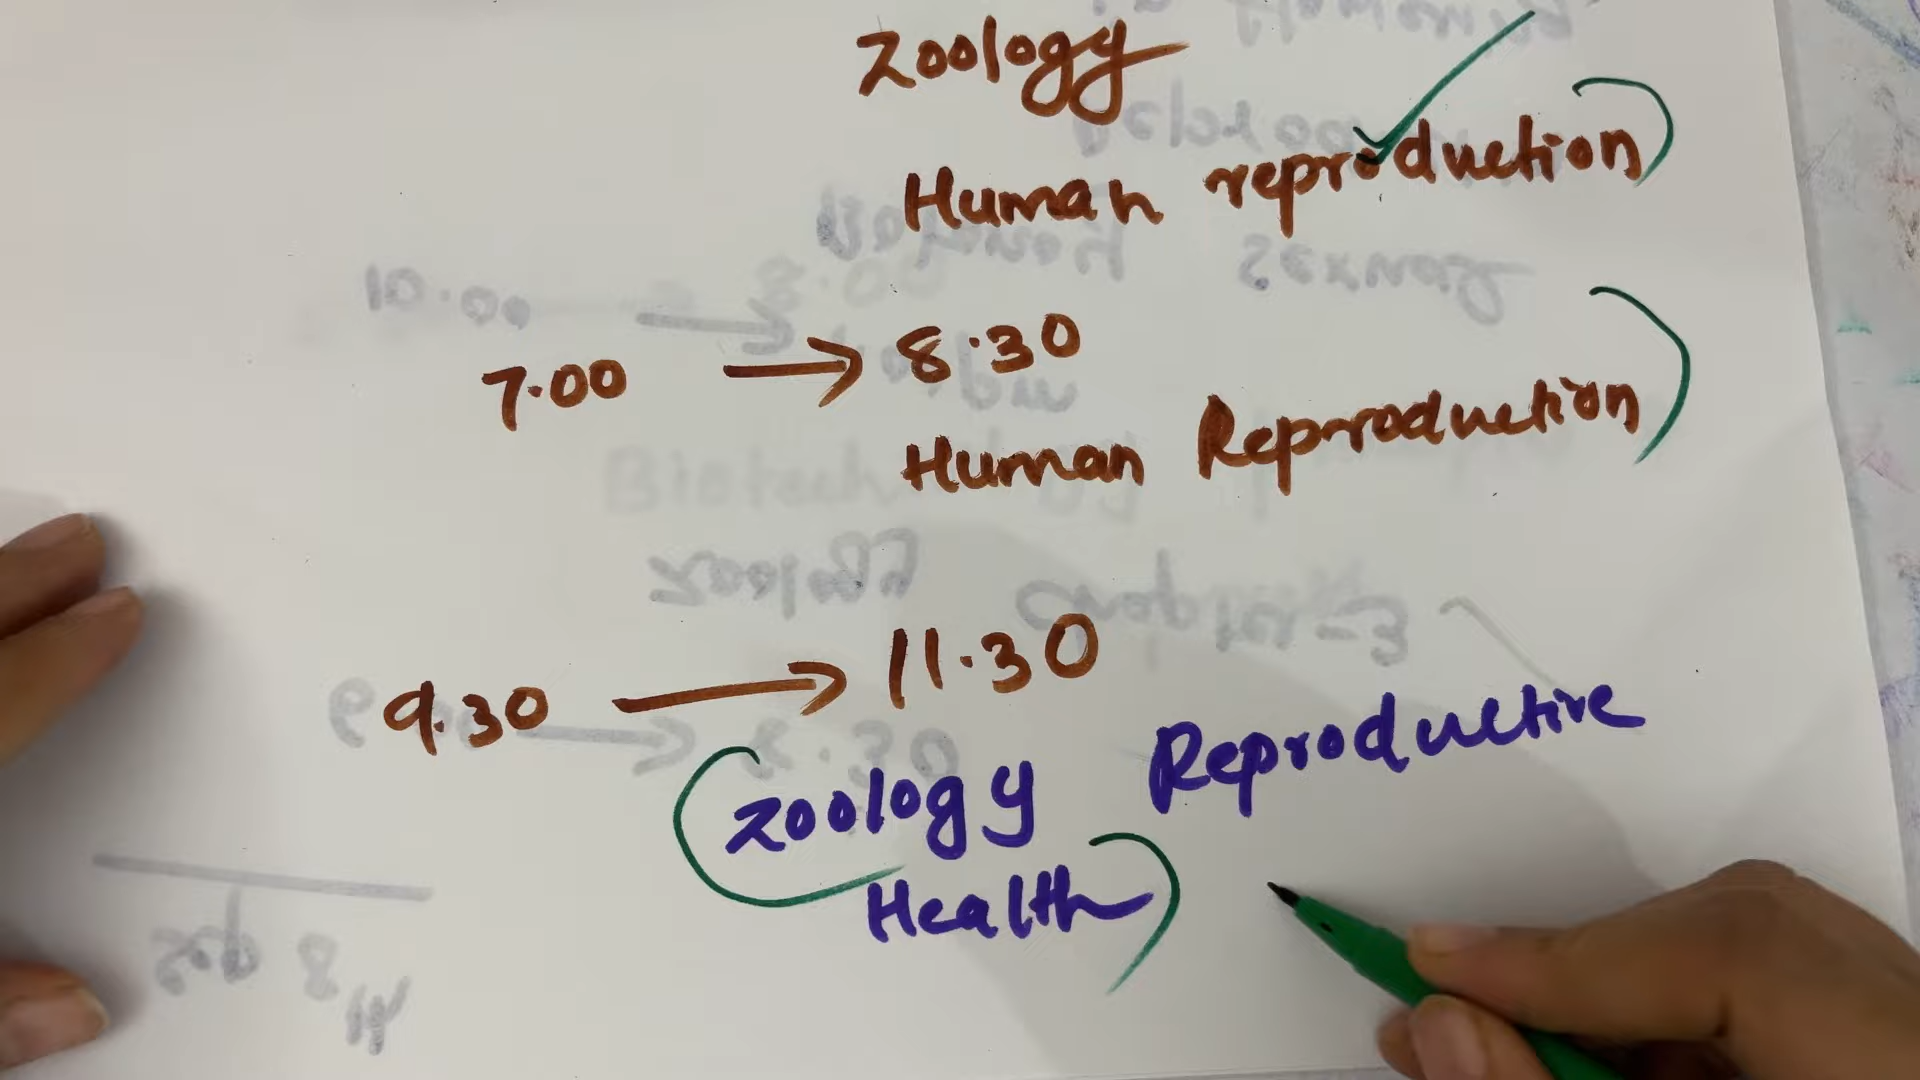 Zoology
Human reproduction
7.00 → 8.30
Human Reproduction
9.30 → 11.30
Zoology Reproductive
Health